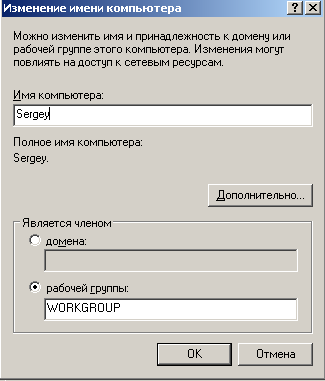 Изменение имени компьютера
Можно изменить имя и принадлежность к домену или
рабочей группе этого компьютера. Изменения могут
повлиять на доступ к сетевым ресурсам.
Имя компьютера:
Sergey
Полное имя компьютера:
Sergey.
Дополнительно...
Является членом
домена:
рабочей группы:
WORKGROUP
OK
Отмена